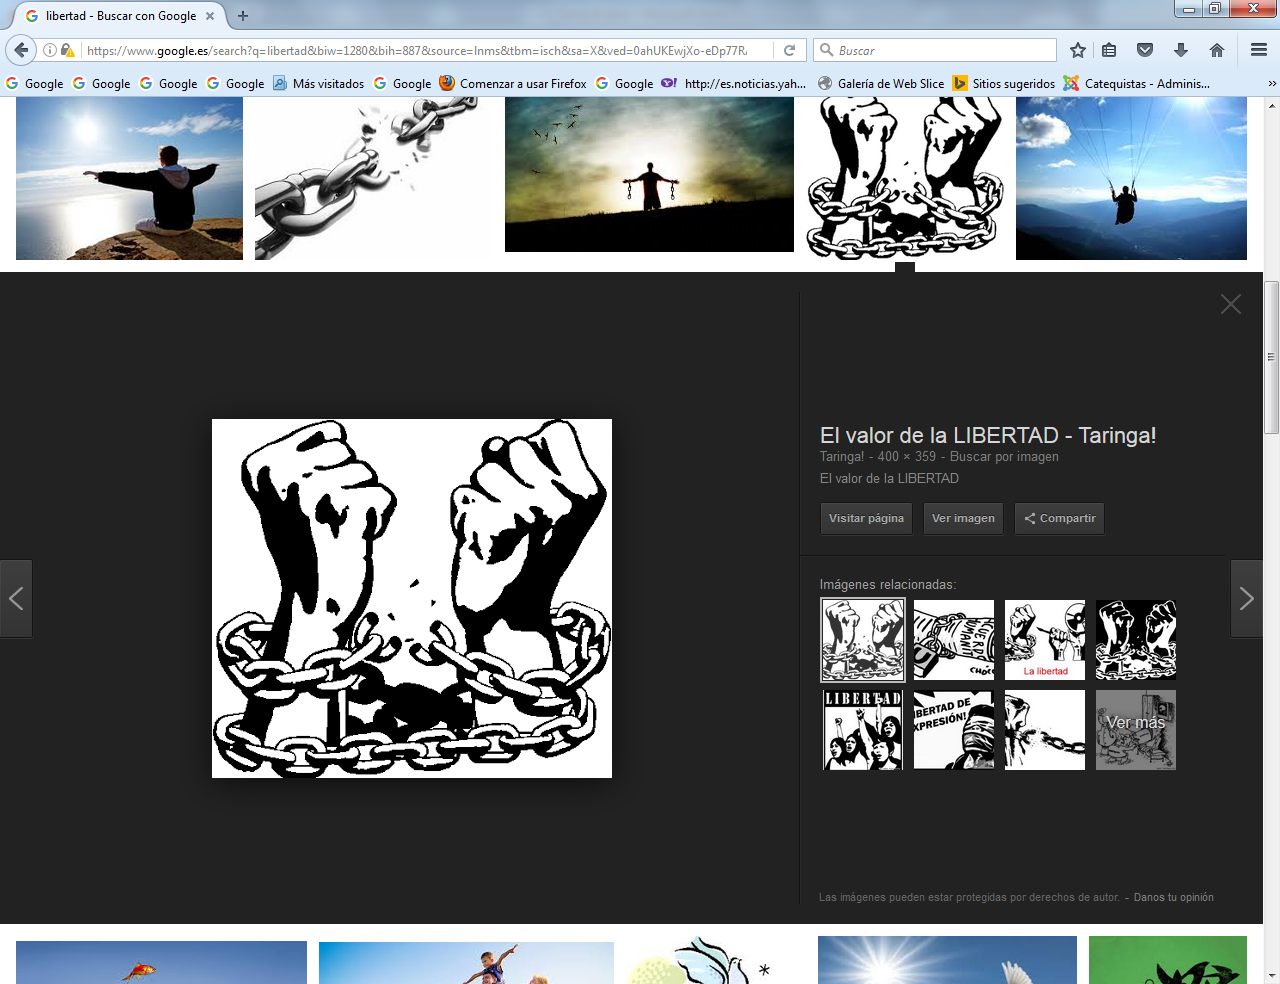 libertad - Buscar con Google
https://www.google.es/search?q=libertad&biw=1280&bih=887&source=lnms&tbm=isch&sa=X&ved=0ahUKEwjXo-eDp77R
Buscar
Google
Google
Google
Google
Más visitados
Google
Comenzar a usar Firefox
Google
http://es.noticias.yah...
Galería de Web Slice
Sitios sugeridos
Catequistas - Adminis...
El valor de la LIBERTAD - Taringa!
Taringa! - 400 × 359 - Buscar por imagen
El valor de la LIBERTAD
Visitar página
Ver imagen
Compartir
Imágenes relacionadas:
La libertad
LIBERTAD
IBERTAD DE
XPRESIÓN!
Ver más
Las imágenes pueden estar protegidas por derechos de autor. - Danos tu opinión